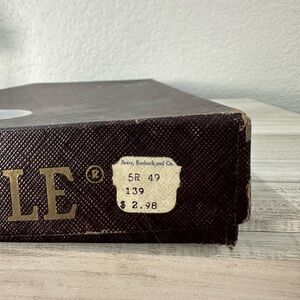 Sears, Roebuck and Co.
5R 49
139
$ 2.98
LE®